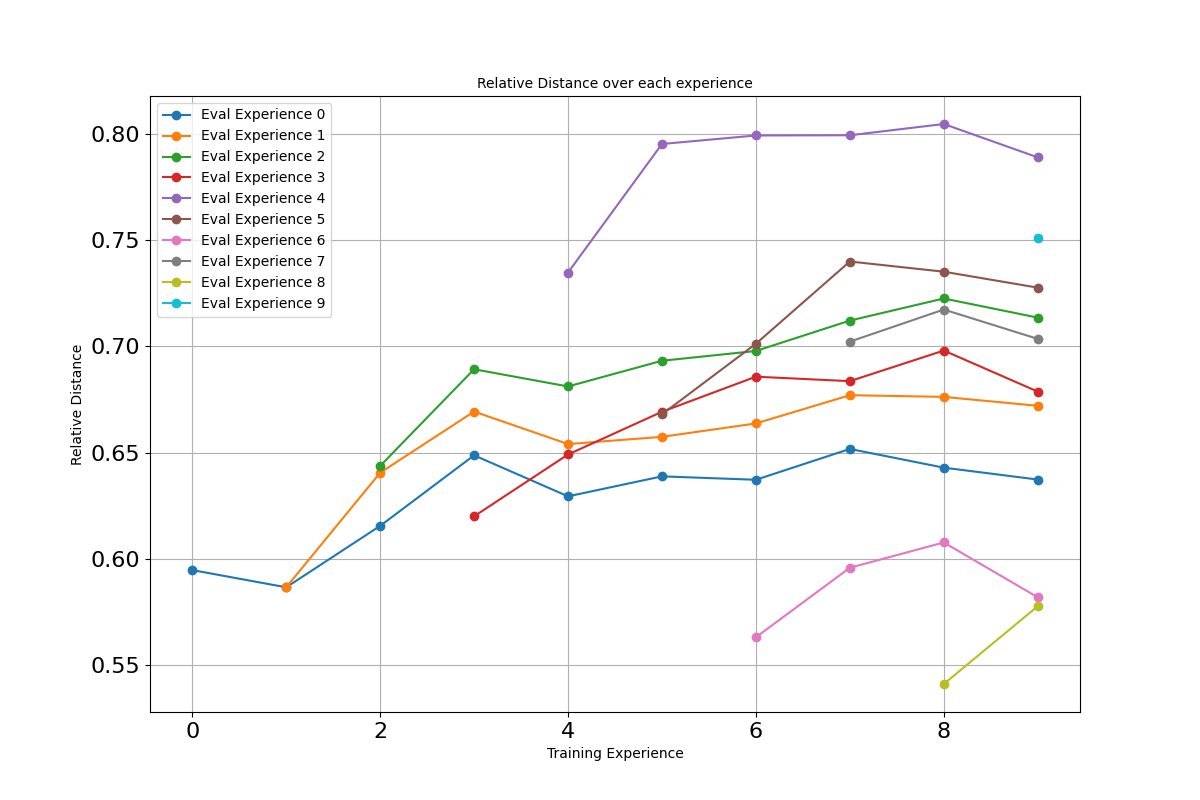 Relative Distance over each experience
Eval Experience 0
Eval Experience 1
Eval Experience 2
Eval Experience 3
Eval Experience 4
Eval Experience 5
Eval Experience 6
Eval Experience 7
Eval Experience 8
Eval Experience 9
0.80
0.75
0.70
0.65
0.60
0.55
Relative Distance
0 2 4 6 8
Training Experience